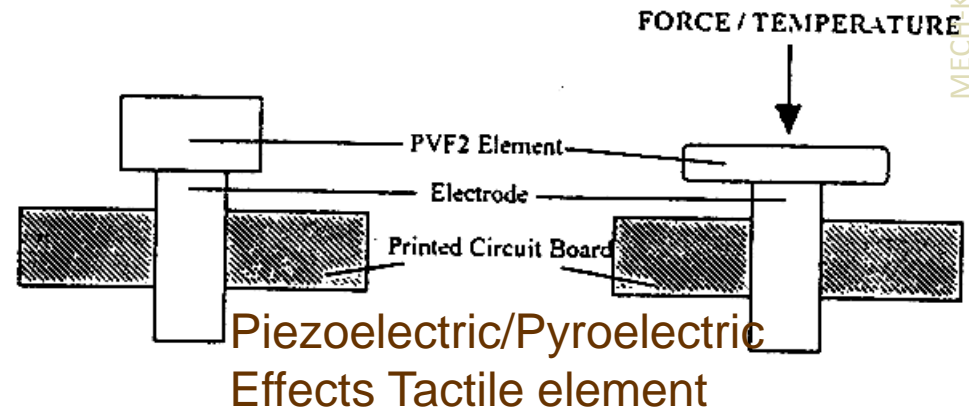 FORCE / TEMPERATURE
PVF2 Element
Electrode
Printed Circuit Board
Piezoelectric/Pyroelectric
Effects Tactile element